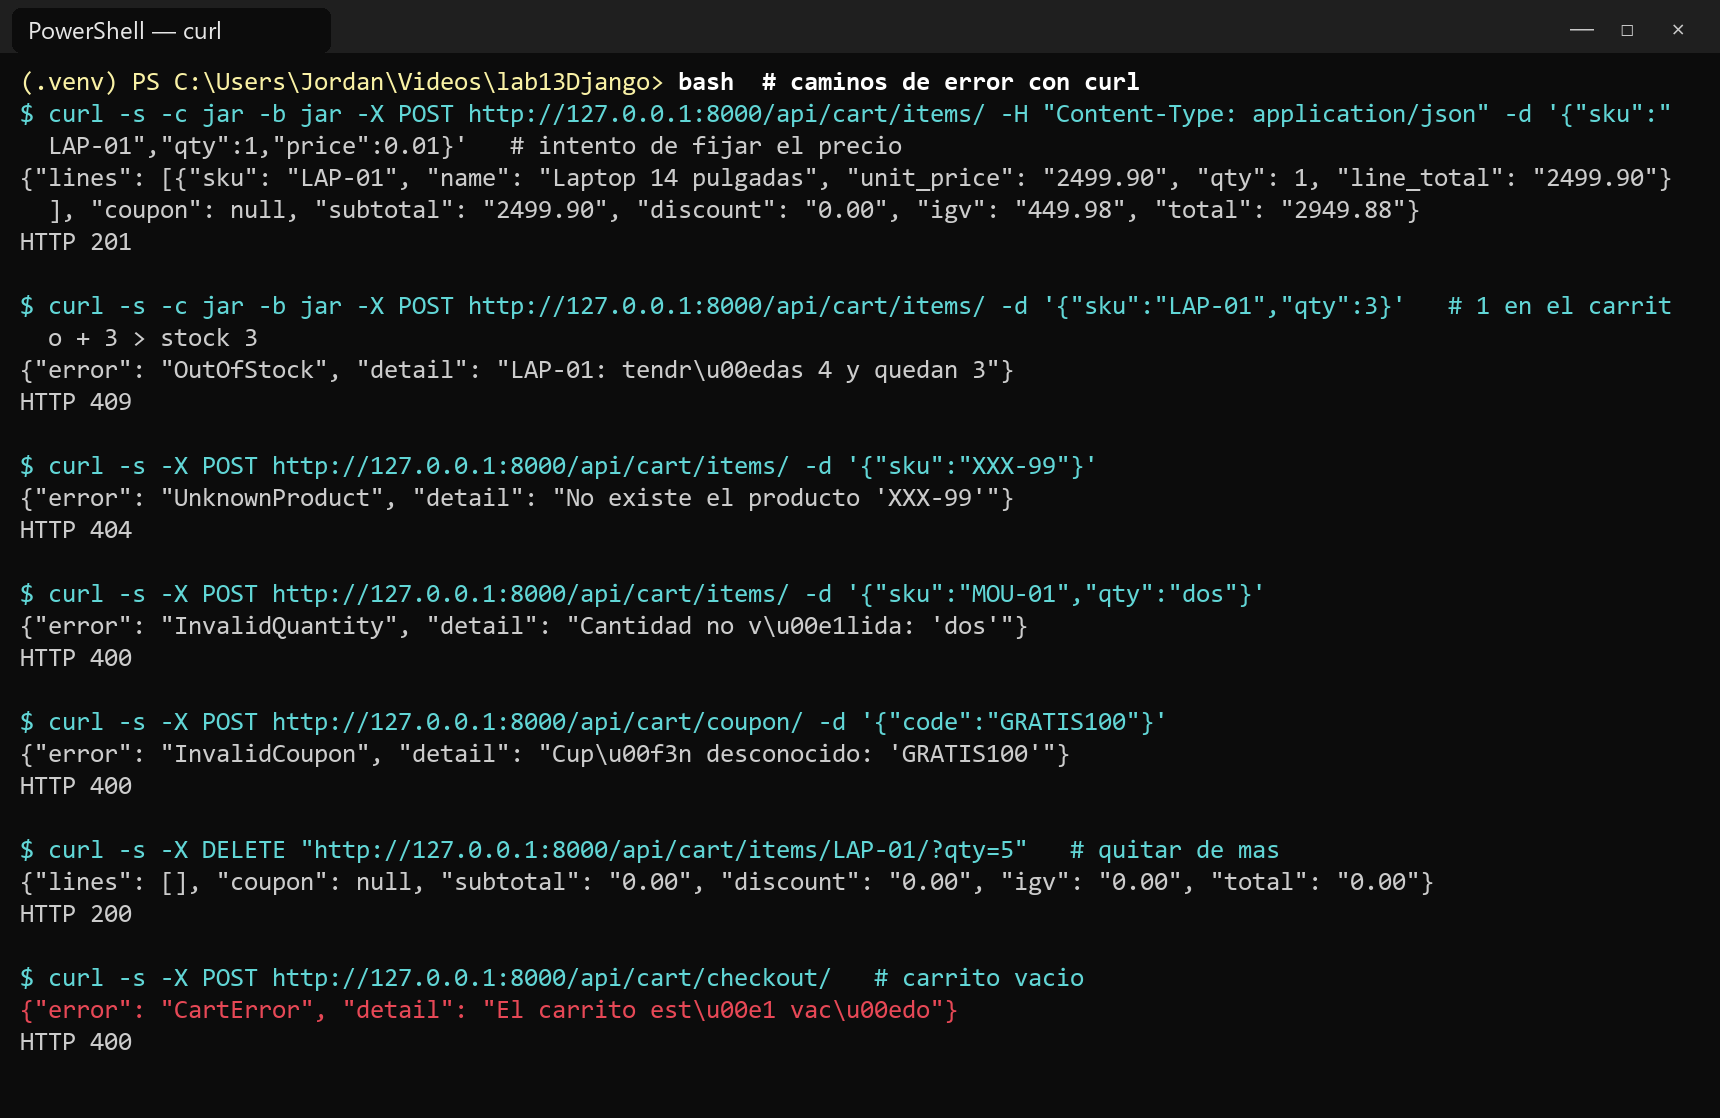 PowerShell — curl
(.venv) PS C:\Users\Jordan\Videos\lab13Django> bash  # caminos de error con curl
$ curl -s -c jar -b jar -X POST http://127.0.0.1:8000/api/cart/items/ -H "Content-Type: application/json" -d '{"sku":"
LAP-01","qty":1,"price":0.01}'   # intento de fijar el precio
{"lines": [{"sku": "LAP-01", "name": "Laptop 14 pulgadas", "unit_price": "2499.90", "qty": 1, "line_total": "2499.90"}
], "coupon": null, "subtotal": "2499.90", "discount": "0.00", "igv": "449.98", "total": "2949.88"}
HTTP 201
$ curl -s -c jar -b jar -X POST http://127.0.0.1:8000/api/cart/items/ -d '{"sku":"LAP-01","qty":3}'   # 1 en el carrit
o + 3 > stock 3
{"error": "OutOfStock", "detail": "LAP-01: tendr\u00edas 4 y quedan 3"}
HTTP 409
$ curl -s -X POST http://127.0.0.1:8000/api/cart/items/ -d '{"sku":"XXX-99"}'
{"error": "UnknownProduct", "detail": "No existe el producto 'XXX-99'"}
HTTP 404
$ curl -s -X POST http://127.0.0.1:8000/api/cart/items/ -d '{"sku":"MOU-01","qty":"dos"}'
{"error": "InvalidQuantity", "detail": "Cantidad no v\u00e1lida: 'dos'"}
HTTP 400
$ curl -s -X POST http://127.0.0.1:8000/api/cart/coupon/ -d '{"code":"GRATIS100"}'
{"error": "InvalidCoupon", "detail": "Cup\u00f3n desconocido: 'GRATIS100'"}
HTTP 400
$ curl -s -X DELETE "http://127.0.0.1:8000/api/cart/items/LAP-01/?qty=5"   # quitar de mas
{"lines": [], "coupon": null, "subtotal": "0.00", "discount": "0.00", "igv": "0.00", "total": "0.00"}
HTTP 200
$ curl -s -X POST http://127.0.0.1:8000/api/cart/checkout/   # carrito vacio
{"error": "CartError", "detail": "El carrito est\u00e1 vac\u00edo"}
HTTP 400